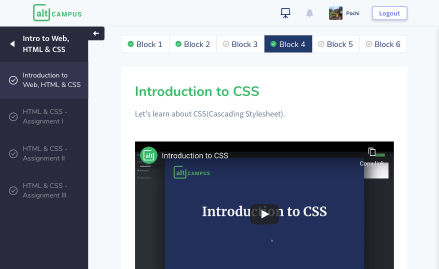 alt CAMPUS
Pochi
Logout
Intro to Web,
HTML & CSS
Introduction to
Web, HTML & CSS
HTML & CSS -
Assignment I
HTML & CSS -
Assignment II
HTML & CSS -
Assignment III
Block 1
Block 2
Block 3
Block 4
Block 5
Block 6
Introduction to CSS
Let's learn about CSS(Cascading Stylesheet).
alt
Introduction to CSS
Copy link
alt CAMPUS
Introduction to CSS